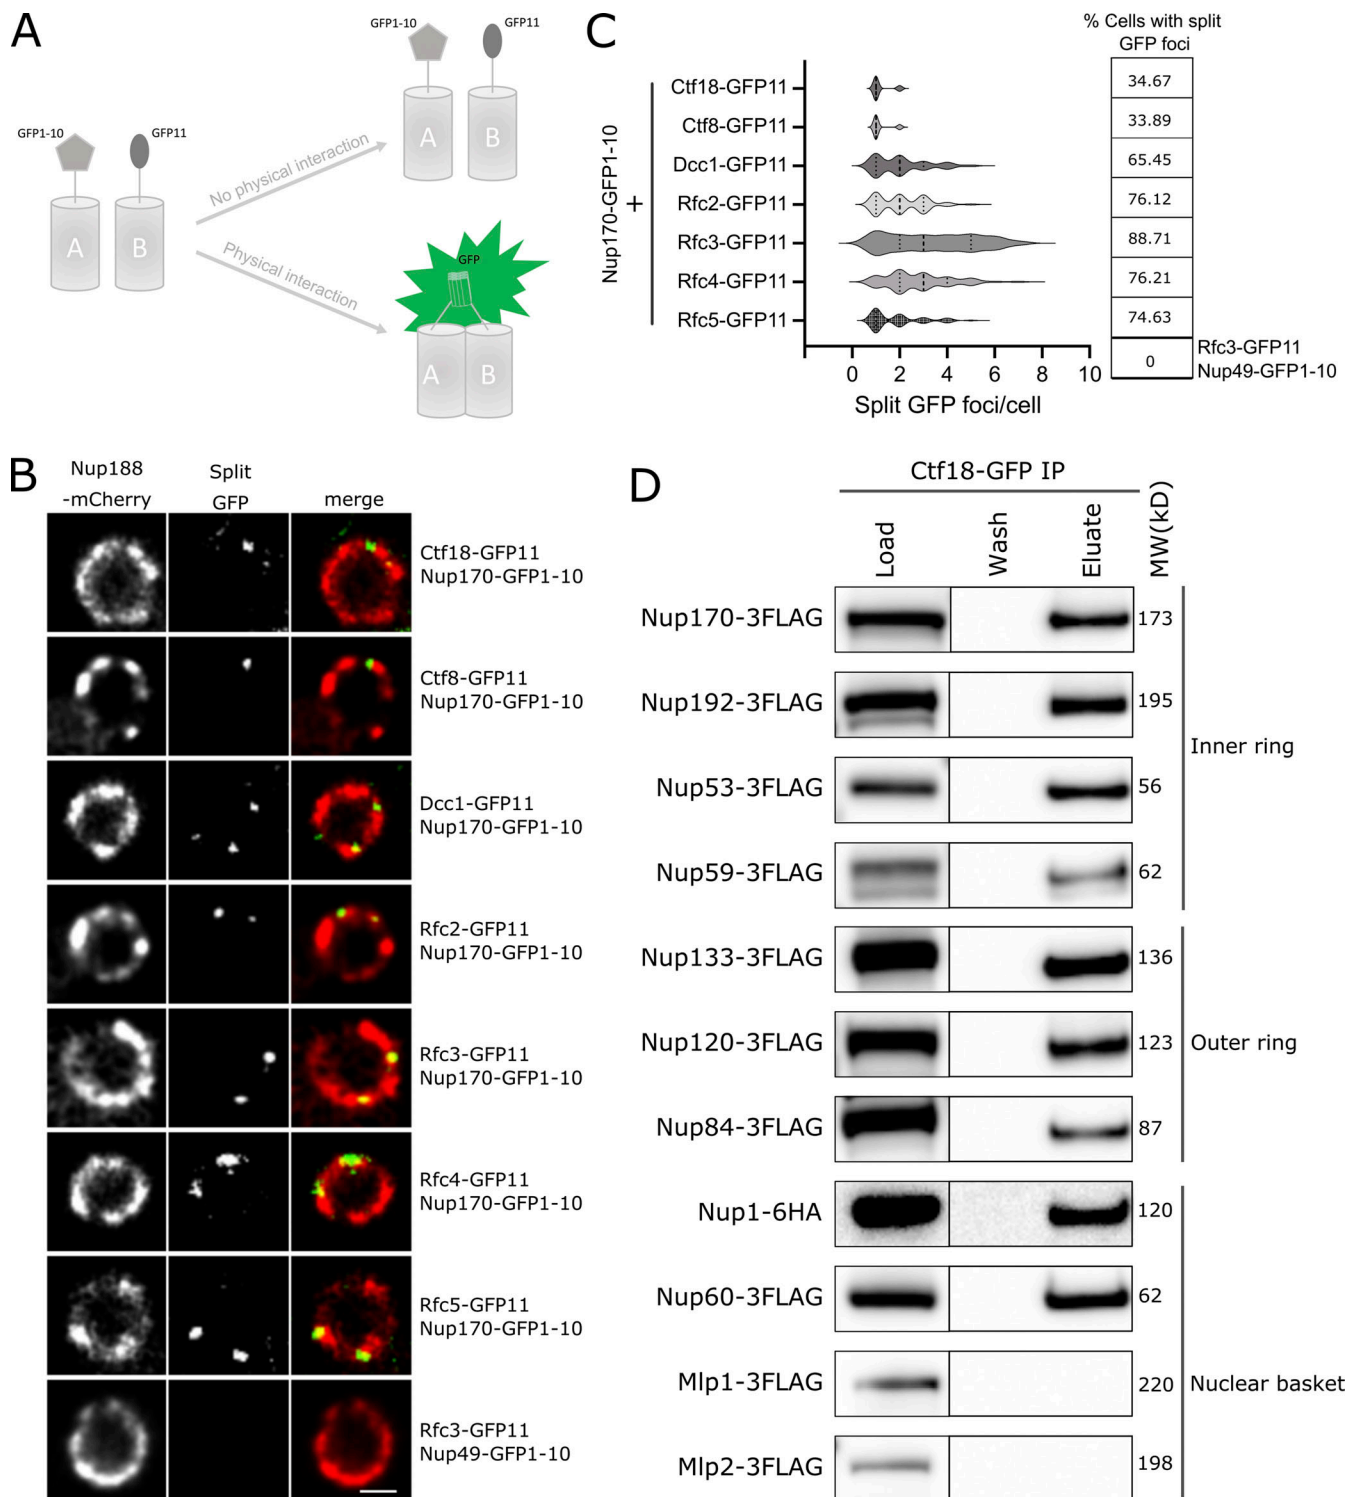 A
GFP1-10
GFP11
A
B
No physical interaction
Physical interaction
GFP1-10
GFP11
A
B
GFP
A
B
C
% Cells with split
GFP foci
Nup170-GFP1-10
+
Ctf18-GFP11
34.67
Ctf8-GFP11
33.89
Dcc1-GFP11
65.45
Rfc2-GFP11
76.12
Rfc3-GFP11
88.71
Rfc4-GFP11
76.21
Rfc5-GFP11
74.63
0
Rfc3-GFP11
Nup49-GFP1-10
0 2 4 6 8 10
Split GFP foci/cell
B
Nup188
-mCherry
Split
GFP
merge
Ctf18-GFP11
Nup170-GFP1-10
Ctf8-GFP11
Nup170-GFP1-10
Dcc1-GFP11
Nup170-GFP1-10
Rfc2-GFP11
Nup170-GFP1-10
Rfc3-GFP11
Nup170-GFP1-10
Rfc4-GFP11
Nup170-GFP1-10
Rfc5-GFP11
Nup170-GFP1-10
Rfc3-GFP11
Nup49-GFP1-10
D
Ctf18-GFP IP
Load
Wash
Eluate
MW(kD)
Nup170-3FLAG
173
Nup192-3FLAG
195
Nup53-3FLAG
56
Nup59-3FLAG
62
Inner ring
Nup133-3FLAG
136
Nup120-3FLAG
123
Nup84-3FLAG
87
Outer ring
Nup1-6HA
120
Nup60-3FLAG
62
Mlp1-3FLAG
220
Mlp2-3FLAG
198
Nuclear basket